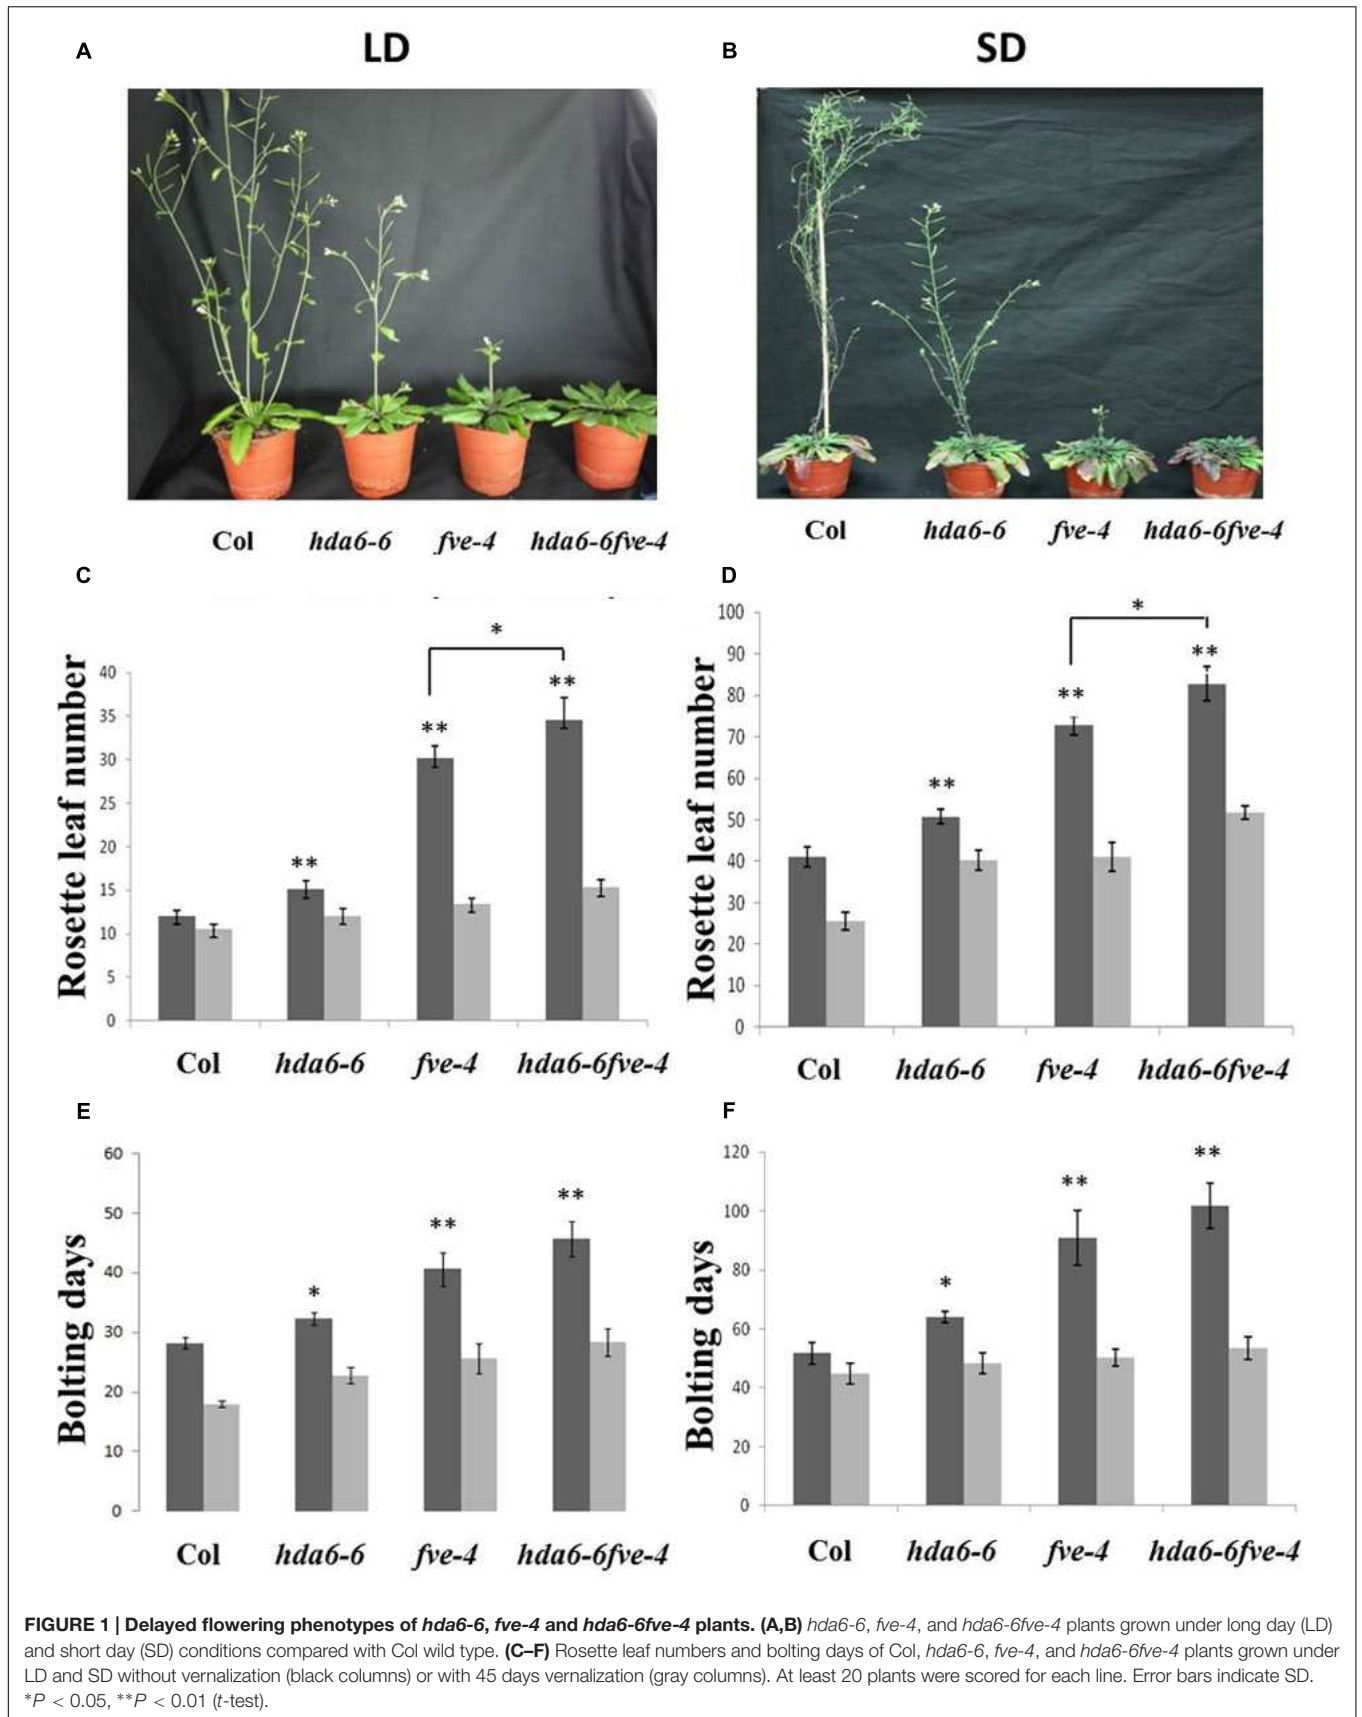 A
LD
B
SD
Col hda6-6 fve-4 hda6-6fve-4
Col hda6-6 fve-4 hda6-6fve-4
C
Rosette leaf number
40
35
30
25
20
15
10
5
0
**
**
*
**
Col hda6-6 fve-4 hda6-6fve-4
D
Rosette leaf number
100
90
80
70
60
50
40
30
20
10
0
**
**
*
**
Col hda6-6 fve-4 hda6-6fve-4
E
Bolting days
60
50
40
30
20
10
0
*
**
**
Col hda6-6 fve-4 hda6-6fve-4
F
Bolting days
120
100
80
60
40
20
0
*
**
**
Col hda6-6 fve-4 hda6-6fve-4
FIGURE 1 | Delayed flowering phenotypes of hda6-6, fve-4 and hda6-6fve-4 plants. (A,B) hda6-6, fve-4, and hda6-6fve-4 plants grown under long day (LD)
and short day (SD) conditions compared with Col wild type. (C–F) Rosette leaf numbers and bolting days of Col, hda6-6, fve-4, and hda6-6fve-4 plants grown under
LD and SD without vernalization (black columns) or with 45 days vernalization (gray columns). At least 20 plants were scored for each line. Error bars indicate SD.
*P < 0.05, **P < 0.01 (t-test).